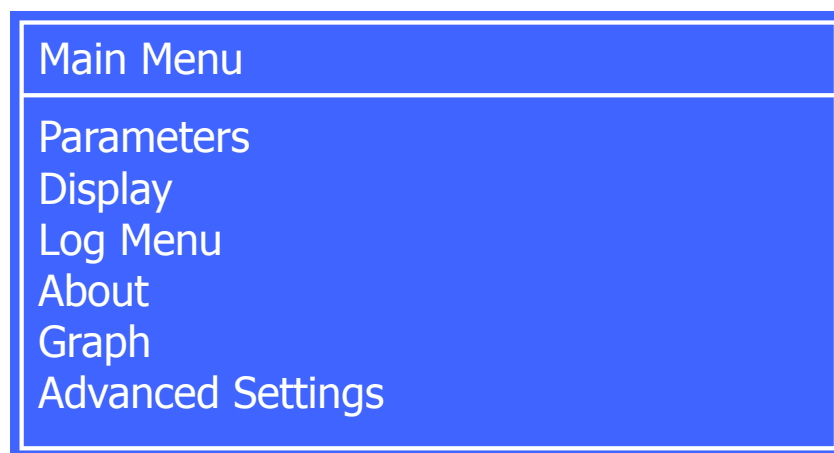 Main Menu
Parameters
Display
Log Menu
About
Graph
Advanced Settings